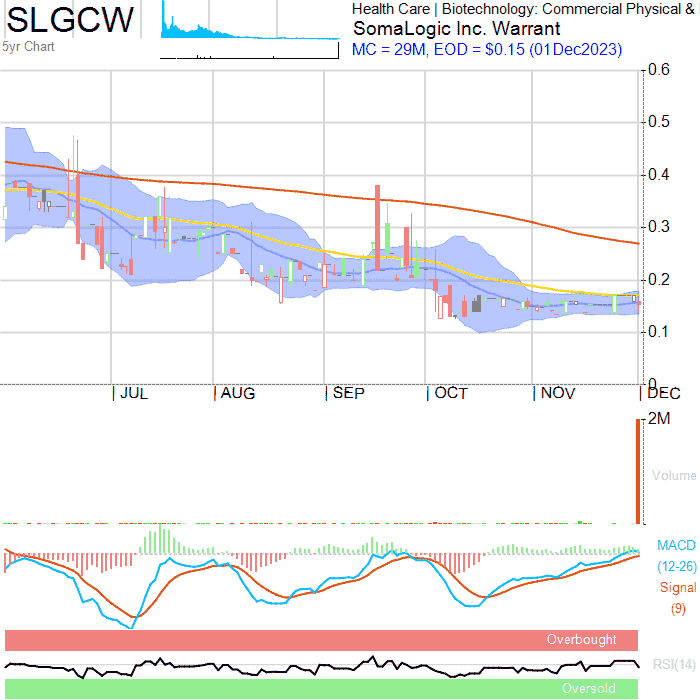 SLGCW
5yr Chart
Health Care | Biotechnology: Commercial Physical &
SomaLogic Inc. Warrant
MC = 29M, EOD = $0.15 (01Dec2023)
0.6
0.5
0.4
0.3
0.2
0.1
0
JUL AUG SEP OCT NOV DEC
2M
Volume
MACD
(12-26)
Signal
(9)
Overbought
RSI(14)
Oversold